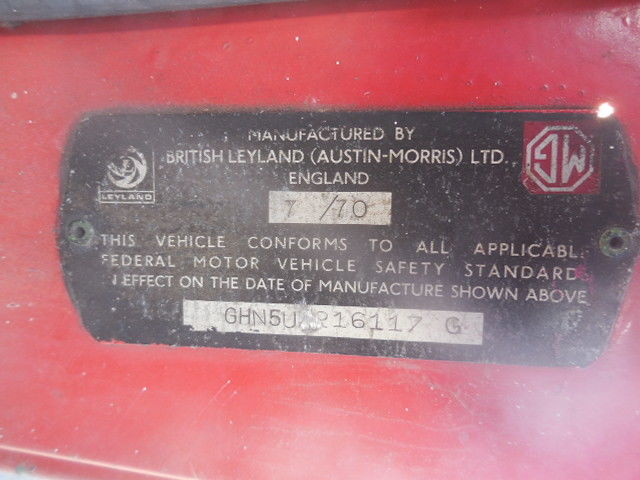 MANUFACTURED BY
BRITISH LEYLAND (AUSTIN-MORRIS) LTD.
ENGLAND
LEYLAND
MG
7 /70
THIS VEHICLE CONFORMS TO ALL APPLICABL
FEDERAL MOTOR VEHICLE SAFETY STANDARD
N EFFECT ON THE DATE OF MANUFACTURE SHOWN ABOVE
GHN5U R16117 G